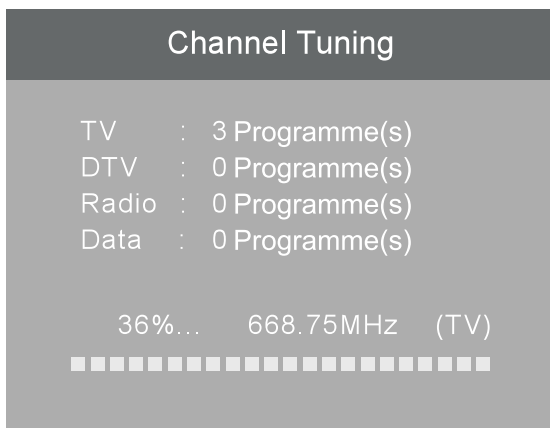 Channel Tuning
TV : 3 Programme(s)
DTV : 0 Programme(s)
Radio : 0 Programme(s)
Data : 0 Programme(s)
36%... 668.75MHz (TV)